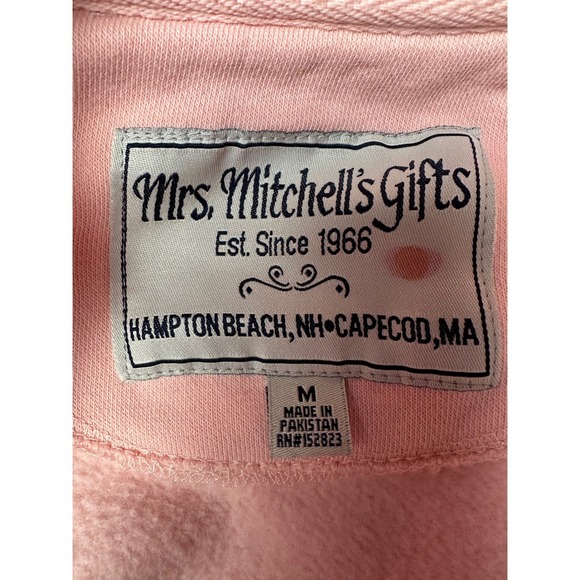 Mrs. Mitchell's Gifts
Est. Since 1966
HAMPTON BEACH, NH•CAPECOD, MA
M
MADE IN
PAKISTAN
RN#152823